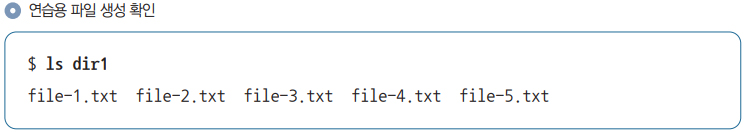 연습용 파일 생성 확인
$ ls dir1
file-1.txt file-2.txt file-3.txt file-4.txt file-5.txt